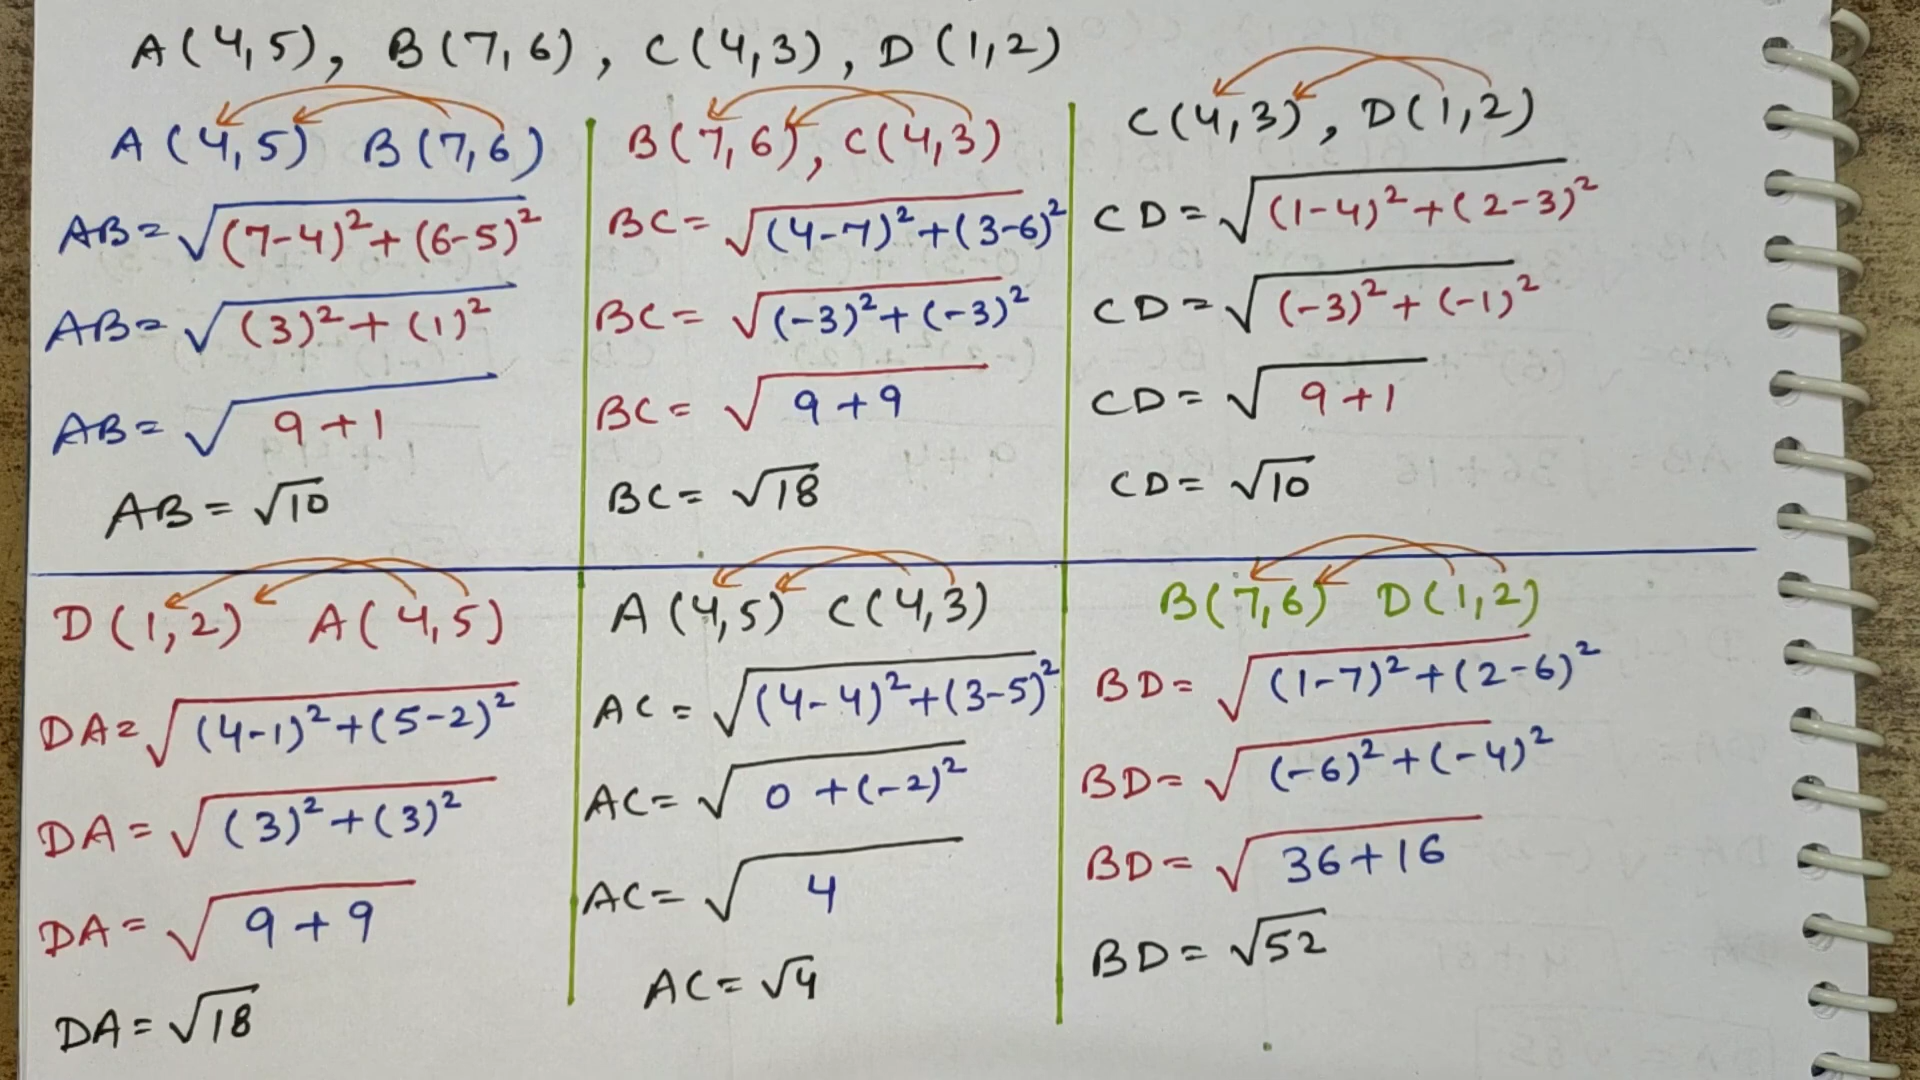 A(4,5), B(7,6), C(4,3), D(1,2)
A(4,5) B(7,6)
AB = √(7-4)²+(6-5)²
AB = √(3)²+(1)²
AB = √9+1
AB = √10
B(7,6), C(4,3)
BC = √(4-7)²+(3-6)²
BC = √(-3)²+(-3)²
BC = √9+9
BC = √18
C(4,3), D(1,2)
CD = √(1-4)²+(2-3)²
CD = √(-3)²+(-1)²
CD = √9+1
CD = √10
D(1,2) A(4,5)
DA = √(4-1)²+(5-2)²
DA = √(3)²+(3)²
DA = √9+9
DA = √18
A(4,5) C(4,3)
AC = √(4-4)²+(3-5)²
AC = √0+(-2)²
AC = √4
AC = √4
B(7,6) D(1,2)
BD = √(1-7)²+(2-6)²
BD = √(-6)²+(-4)²
BD = √36+16
BD = √52